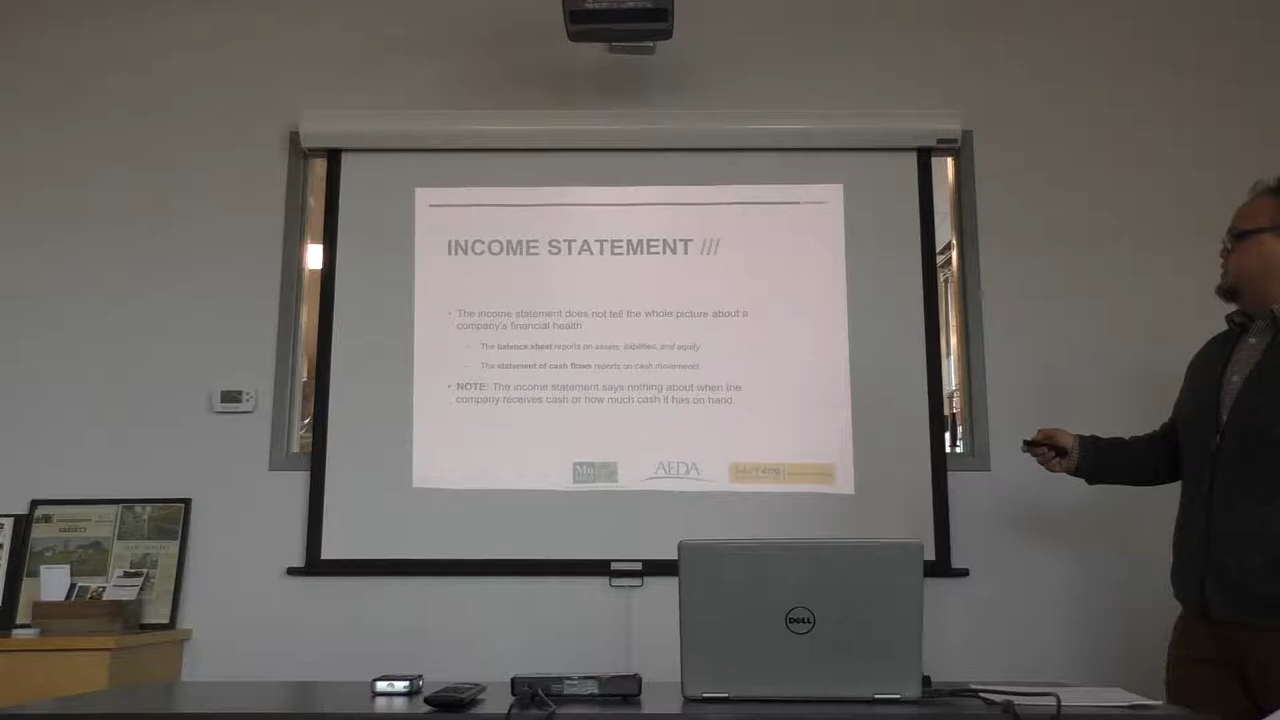 INCOME STATEMENT ///
• The income statement does not tell the whole picture about a
company's financial health
– The balance sheet reports on assets, liabilities, and equity
– The statement of cash flows reports on cash movements
• NOTE: The income statement says nothing about when the
company receives cash or how much cash it has on hand
AEDA
DELL